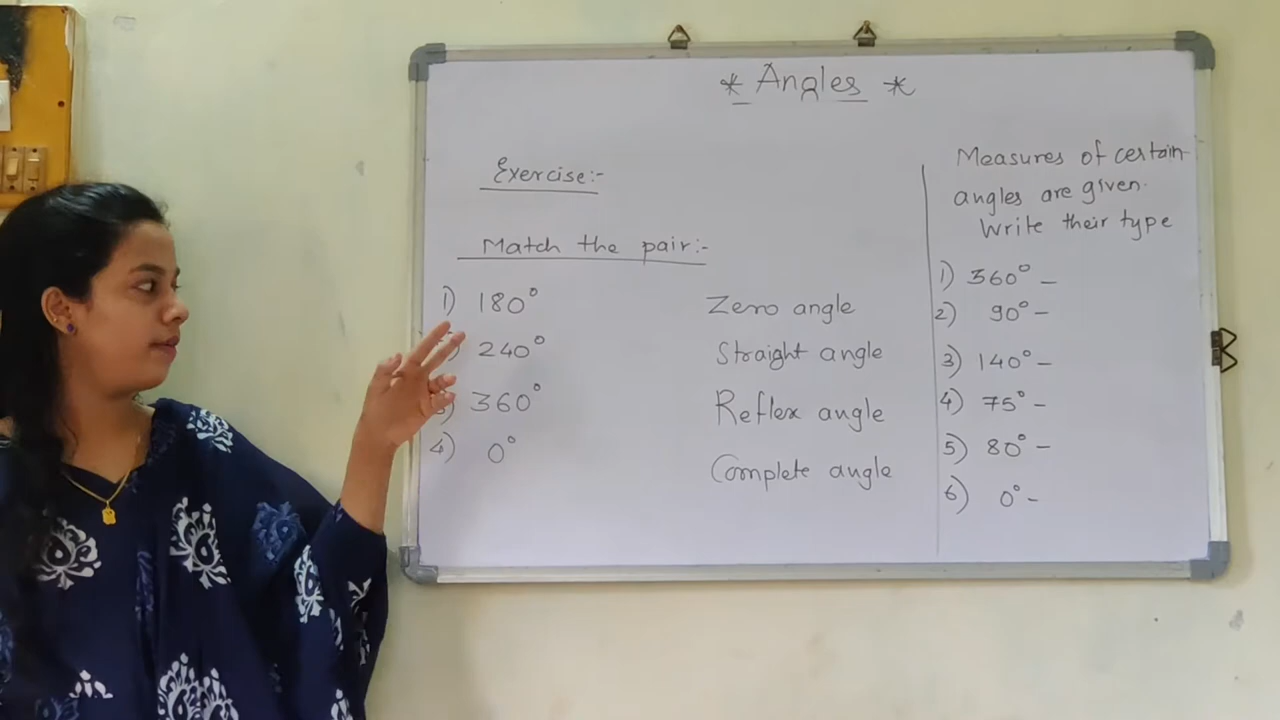 * Angles *
Exercise:-
Match the pair:-
1) 180° Zero angle
240° Straight angle
3) 360° Reflex angle
4) 0° Complete angle
Measures of certain
angles are given.
Write their type
1) 360° –
2) 90° –
3) 140° –
4) 75° –
5) 80° –
6) 0° –